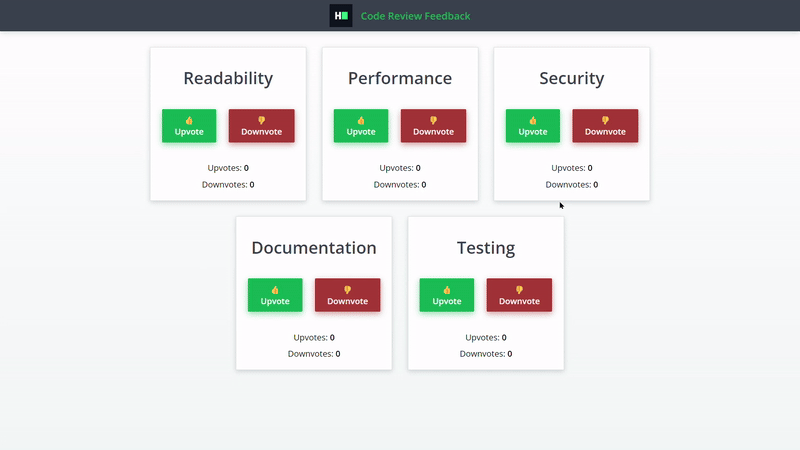 H Code Review Feedback
Readability
👍 Upvote
👎 Downvote
Upvotes: 0
Downvotes: 0
Performance
👍 Upvote
👎 Downvote
Upvotes: 0
Downvotes: 0
Security
👍 Upvote
👎 Downvote
Upvotes: 0
Downvotes: 0
Documentation
👍 Upvote
👎 Downvote
Upvotes: 0
Downvotes: 0
Testing
👍 Upvote
👎 Downvote
Upvotes: 0
Downvotes: 0